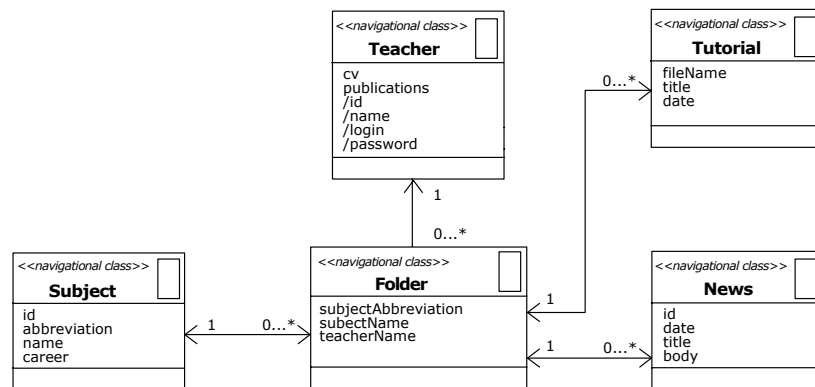 <<navigational class>>
Teacher
cv
publications
/id
/name
/login
/password
<<navigational class>>
Tutorial
fileName
title
date
0...*
1
0...*
<<navigational class>>
Subject
id
abbreviation
name
career
1
0...*
<<navigational class>>
Folder
subjectAbbreviation
subectName
teacherName
1
1
0...*
<<navigational class>>
News
id
date
title
body